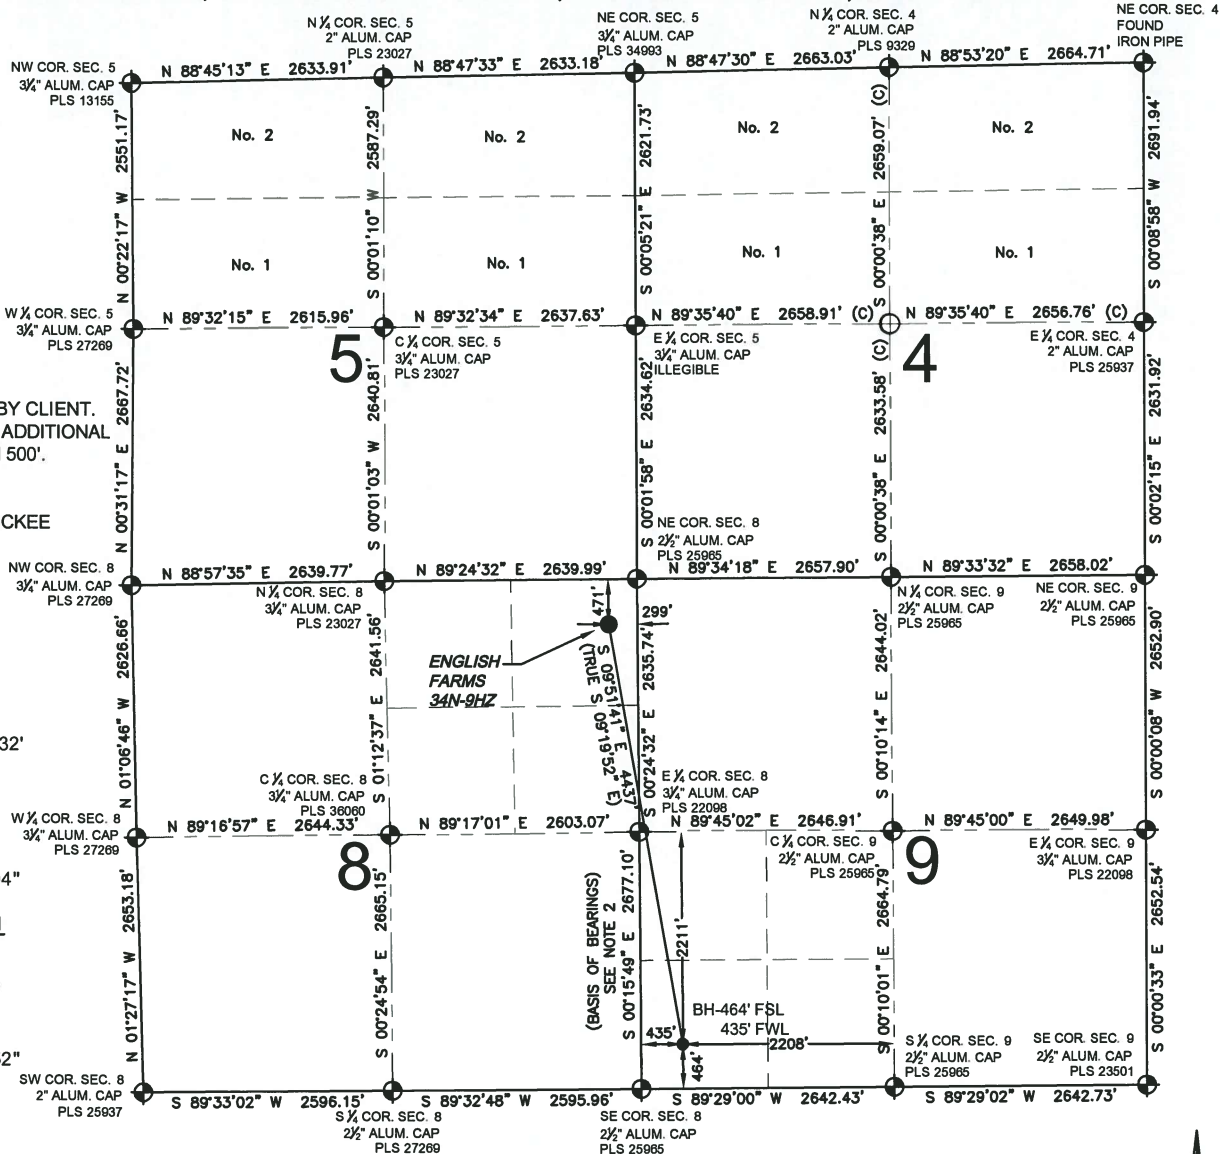 N ¼ COR. SEC. 5
2" ALUM. CAP
PLS 23027
NE COR. SEC. 5
3¼" ALUM. CAP
PLS 34993
N ¼ COR. SEC. 4
2" ALUM. CAP
PLS 9329
NE COR. SEC. 4
FOUND
IRON PIPE
NW COR. SEC. 5
3¼" ALUM. CAP
PLS 13155
N 88°45'13" E 2633.91'
N 88°47'33" E 2633.18'
N 88°47'30" E 2663.03'
N 88°53'20" E 2664.71'
N 00°22'17" W 2551.17'
S 00°01'10" W 2587.29'
S 00°05'21" E 2621.73'
S 00°00'38" E 2659.07' (C)
S 00°08'58" W 2691.94'
No. 2
No. 2
No. 2
No. 2
No. 1
No. 1
No. 1
No. 1
W ¼ COR. SEC. 5
3¼" ALUM. CAP
PLS 27269
N 89°32'15" E 2615.96'
N 89°32'34" E 2637.63'
N 89°35'40" E 2658.91' (C)
N 89°35'40" E 2656.76' (C)
5
C ¼ COR. SEC. 5
3¼" ALUM. CAP
PLS 23027
E ¼ COR. SEC. 5
3¼" ALUM. CAP
ILLEGIBLE
4
E ¼ COR. SEC. 4
2" ALUM. CAP
PLS 25937
N 00°31'17" E 2667.72'
S 00°01'03" W 2640.81'
S 00°01'58" E 2634.62'
S 00°00'38" E 2633.58' (C)
S 00°02'15" E 2631.92'
BY CLIENT.
ADDITIONAL
500'.
CKEE
NE COR. SEC. 8
2½" ALUM. CAP
PLS 25965
NW COR. SEC. 8
3¼" ALUM. CAP
PLS 27269
N 88°57'35" E 2639.77'
N 89°24'32" E 2639.99'
N 89°34'18" E 2657.90'
N 89°33'32" E 2658.02'
N ¼ COR. SEC. 8
3¼" ALUM. CAP
PLS 23027
N ¼ COR. SEC. 9
2½" ALUM. CAP
PLS 25965
NE COR. SEC. 9
2½" ALUM. CAP
PLS 25965
471'
299'
ENGLISH
FARMS
34N-9HZ
S 09°51'41" E 4437'
(TRUE S 09°19'52" E)
N 01°06'46" W 2626.66'
S 01°12'37" E 2641.56'
S 00°24'32" E 2635.74'
S 00°10'14" E 2644.02'
S 00°00'08" W 2652.90'
32'
C ¼ COR. SEC. 8
3¼" ALUM. CAP
PLS 36060
E ¼ COR. SEC. 8
3¼" ALUM. CAP
PLS 22098
W ¼ COR. SEC. 8
3¼" ALUM. CAP
PLS 27269
N 89°16'57" E 2644.33'
N 89°17'01" E 2603.07'
N 89°45'02" E 2646.91'
N 89°45'00" E 2649.98'
8
C ¼ COR. SEC. 9
2½" ALUM. CAP
PLS 25965
9
E ¼ COR. SEC. 9
3¼" ALUM. CAP
PLS 22098
4"
N 01°27'17" W 2653.18'
S 00°24'54" E 2665.15'
(BASIS OF BEARINGS)
SEE NOTE 2
S 00°15'49" E 2677.10'
2211'
S 00°10'01" E 2664.79'
S 00°00'33" E 2652.54'
BH-464' FSL
435' FWL
435'
2208'
464'
S ¼ COR. SEC. 9
2½" ALUM. CAP
PLS 25965
SE COR. SEC. 9
2½" ALUM. CAP
PLS 23501
52"
SW COR. SEC. 8
2" ALUM. CAP
PLS 25937
S 89°33'02" W 2596.15'
S 89°32'48" W 2595.96'
S 89°29'00" W 2642.43'
S 89°29'02" W 2642.73'
S ¼ COR. SEC. 8
2½" ALUM. CAP
PLS 27269
SE COR. SEC. 8
2½" ALUM. CAP
PLS 25965